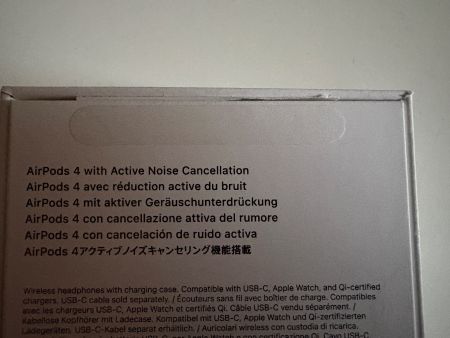 AirPods 4 with Active Noise Cancellation
AirPods 4 avec réduction active du bruit
AirPods 4 mit aktiver Geräuschunterdrückung
AirPods 4 con cancellazione attiva del rumore
AirPods 4 con cancelación de ruido activa
AirPods 4アクティブノイズキャンセリング機能搭載
Wireless headphones with charging case. Compatible with USB-C, Apple Watch, and Qi-certified
chargers. USB-C cable sold separately. / Écouteurs sans fil avec boîtier de charge. Compatibles
avec les chargeurs USB-C, Apple Watch et certifiés Qi. Câble USB-C vendu séparément. /
Kabellose Kopfhörer mit Ladecase. Kompatibel mit USB-C, Apple Watch und Qi-zertifizierten
Ladegeräten. USB-C-Kabel separat erhältlich. / Auricolari wireless con custodia di ricarica.